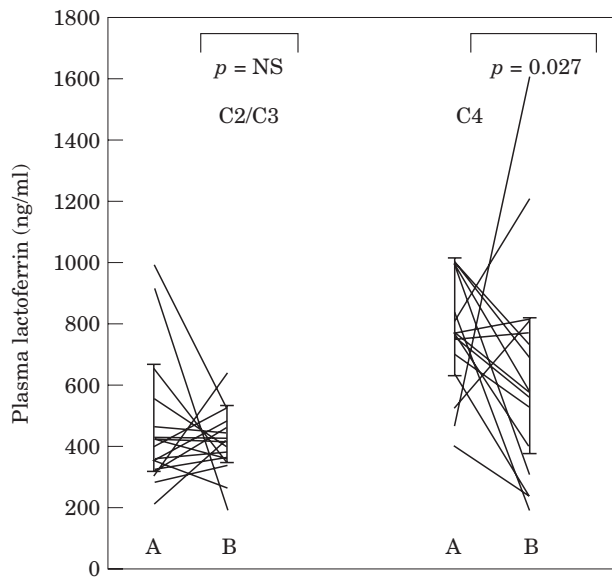 1800
1600
1400
1200
1000
800
600
400
200
0
Plasma lactoferrin (ng/ml)
p = NS
p = 0.027
C2/C3
C4
A
B
A
B